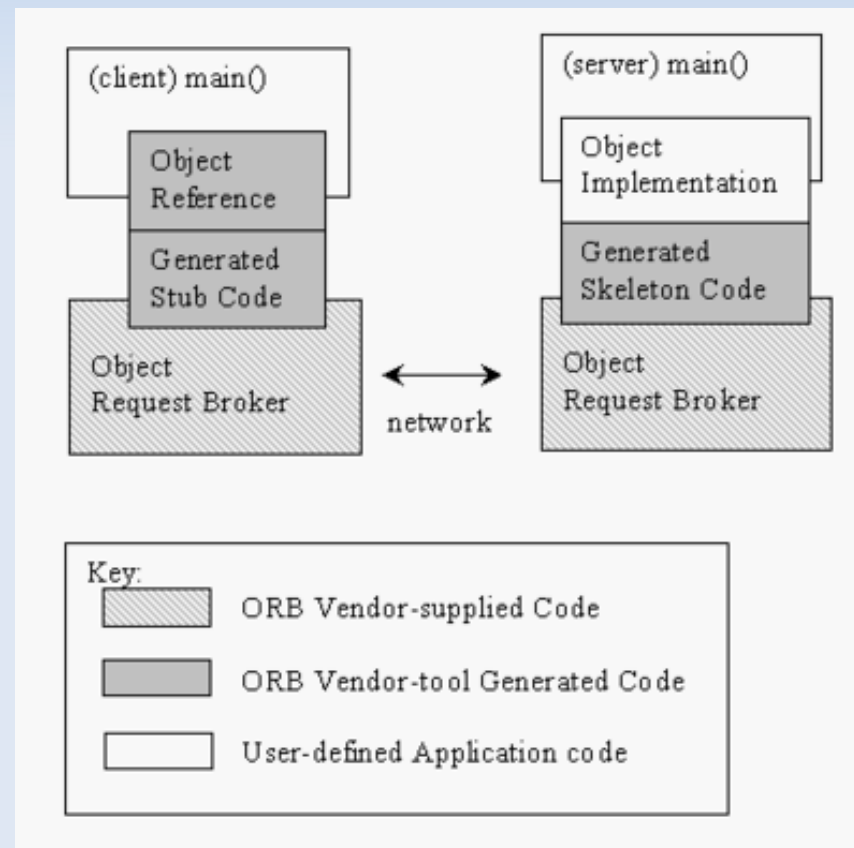 (client) main()
Object
Reference
Generated
Stub Code
Object
Request Broker
network
(server) main()
Object
Implementation
Generated
Skeleton Code
Object
Request Broker
Key:
ORB Vendor-supplied Code
ORB Vendor-tool Generated Code
User-defined Application code